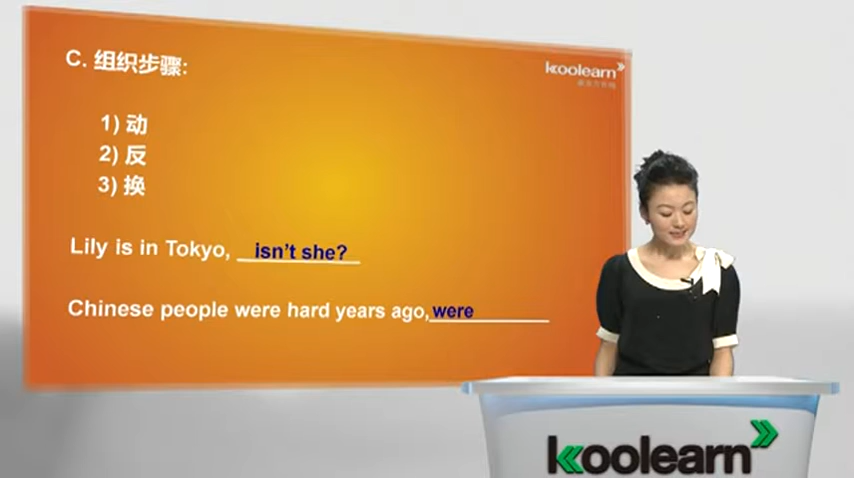 C. 组织步骤:
koolearn
1) 动
2) 反
3) 换
Lily is in Tokyo, isn't she?
Chinese people were hard years ago, were
koolearn